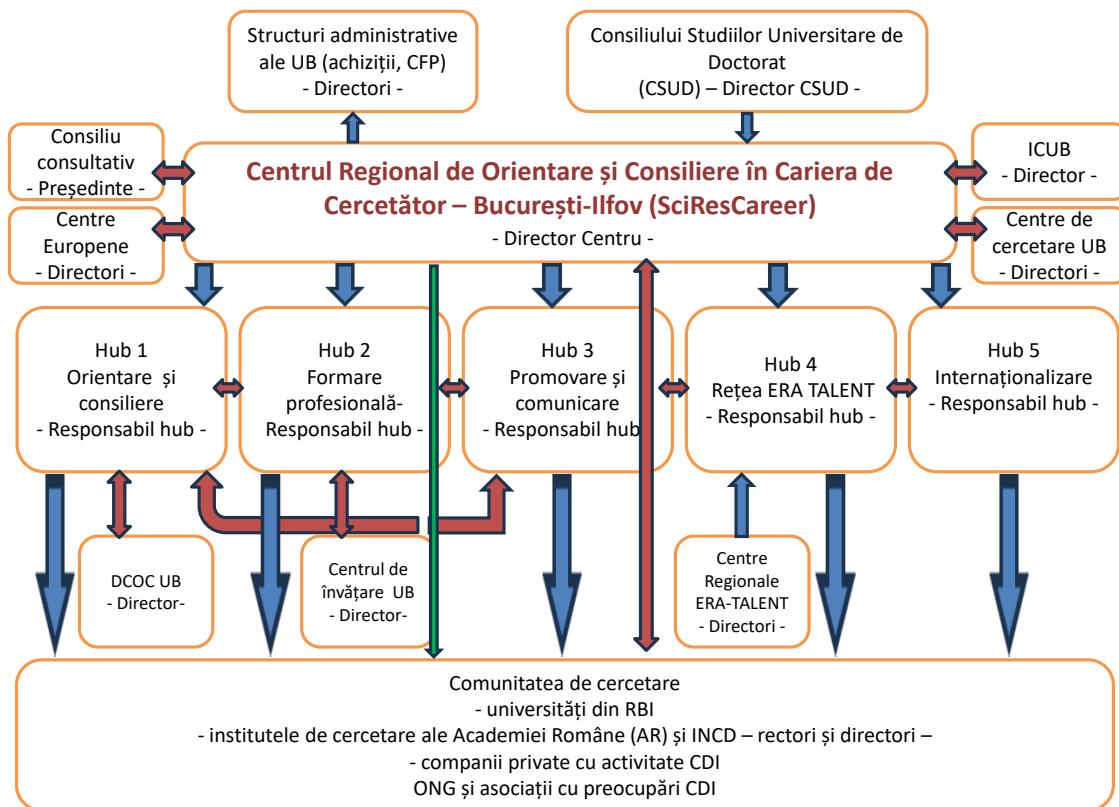 Structuri administrative
ale UB (achiziții, CFP)
- Directori -
Consiliului Studiilor Universitare de
Doctorat
(CSUD) – Director CSUD -
Consiliu
consultativ
- Președinte -
Centrul Regional de Orientare și Consiliere în Cariera de
Cercetător – București-Ilfov (SciResCareer)
- Director Centru -
ICUB
- Director -
Centre
Europene
- Directori -
Centre de
cercetare UB
- Directori -
Hub 1
Orientare și
consiliere
- Responsabil hub -
Hub 2
Formare
profesională-
Responsabil hub -
Hub 3
Promovare și
comunicare
- Responsabil hub
Hub 4
Rețea ERA TALENT
- Responsabil hub -
Hub 5
Internaționalizare
- Responsabil hub -
DCOC UB
- Director-
Centrul de
învățare UB
- Director-
Centre
Regionale
ERA-TALENT
- Directori -
Comunitatea de cercetare
- universități din RBI
- institutele de cercetare ale Academiei Române (AR) și INCD – rectori și directori –
- companii private cu activitate CDI
ONG și asociații cu preocupări CDI